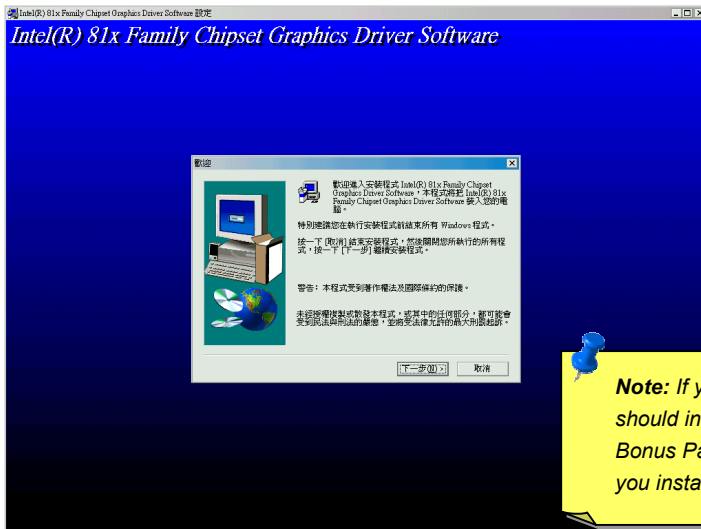 Intel(R) 81x Family Chipset Graphics Driver Software 設定
Intel(R) 81x Family Chipset Graphics Driver Software
歡迎
歡迎進入安裝程式 Intel(R) 81x Family Chipset
Graphics Driver Software,本程式將把 Intel(R) 81x
Family Chipset Graphics Driver Software 裝入您的電
腦。
特別建議您在執行安裝程式前結束所有 Windows 程式。
按一下 [取消] 結束安裝程式,然後關閉您所執行的所有程
式,按一下 [下一步] 繼續安裝程式。
警告: 本程式受到著作權法及國際條約的保護。
未經授權複製或散發本程式,或其中的任何部分,都可能會
受到民法與刑法的嚴懲,並將受法律允許的最大刑題起訴。
下一步(N) >
取消
Note: If y
should in
Bonus Pa
you insta